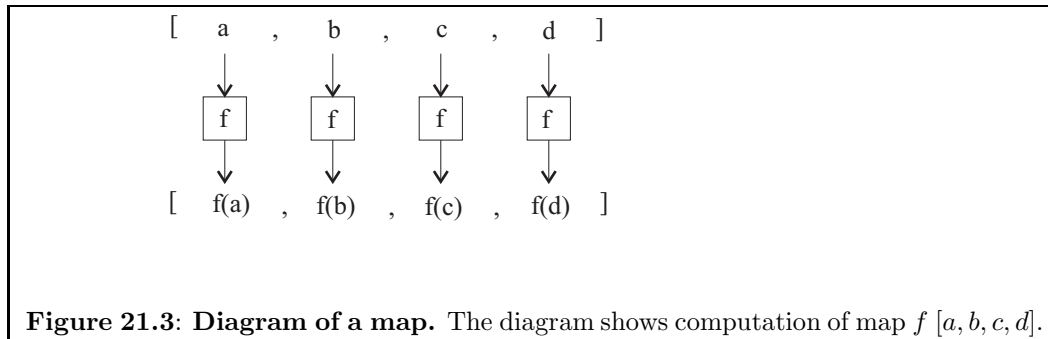 [ a , b , c , d ]
f f f f
[ f(a) , f(b) , f(c) , f(d) ]
Figure 21.3: Diagram of a map. The diagram shows computation of map f [a, b, c, d].